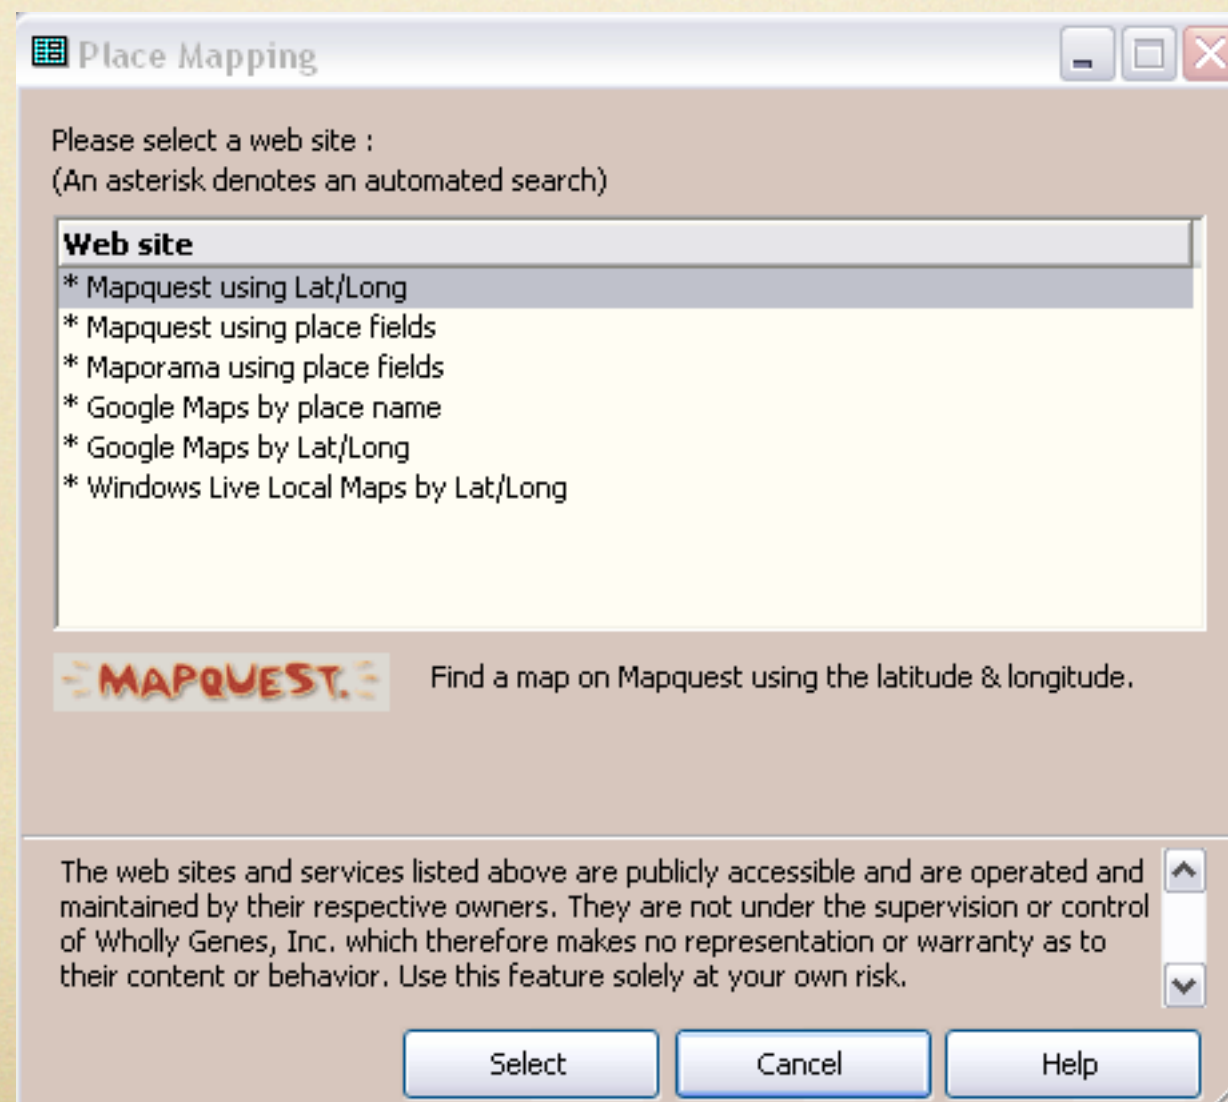 Place Mapping
Please select a web site :
(An asterisk denotes an automated search)
Web site
* Mapquest using Lat/Long
* Mapquest using place fields
* Maporama using place fields
* Google Maps by place name
* Google Maps by Lat/Long
* Windows Live Local Maps by Lat/Long
MAPQUEST.
Find a map on Mapquest using the latitude & longitude.
The web sites and services listed above are publicly accessible and are operated and
maintained by their respective owners. They are not under the supervision or control
of Wholly Genes, Inc. which therefore makes no representation or warranty as to
their content or behavior. Use this feature solely at your own risk.
Select
Cancel
Help